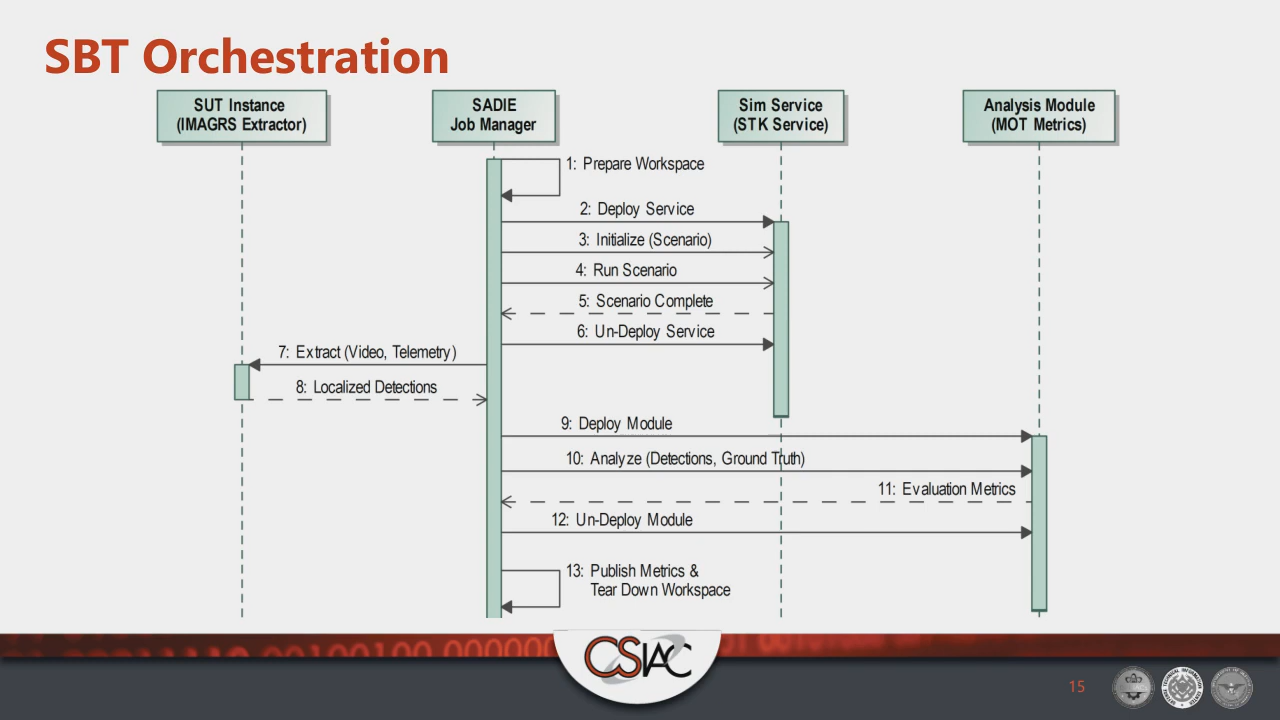 SBT Orchestration
SUT Instance
(IMAGRS Extractor)
SADIE
Job Manager
Sim Service
(STK Service)
Analysis Module
(MOT Metrics)
1: Prepare Workspace
2: Deploy Service
3: Initialize (Scenario)
4: Run Scenario
5: Scenario Complete
6: Un-Deploy Service
7: Extract (Video, Telemetry)
8: Localized Detections
9: Deploy Module
10: Analyze (Detections, Ground Truth)
11: Evaluation Metrics
12: Un-Deploy Module
13: Publish Metrics &
Tear Down Workspace
CSIAC
15